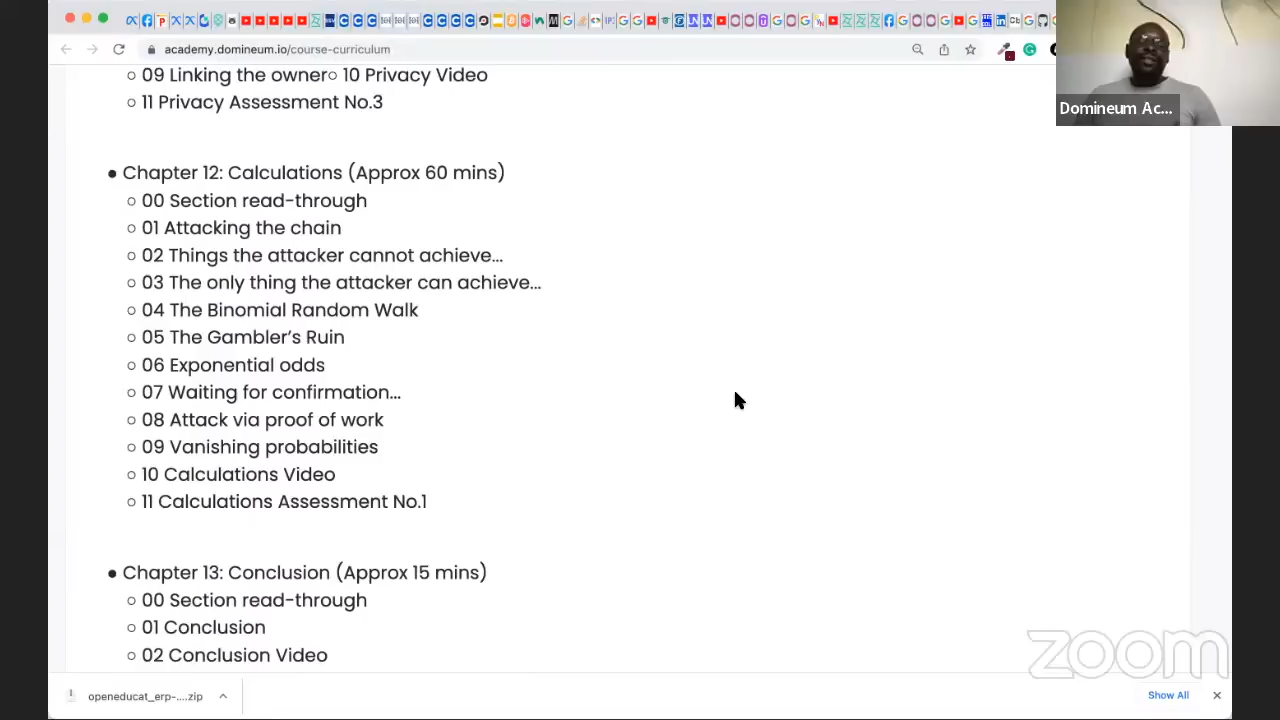 academy.domineum.io/course-curriculum
Domineum Ac...
○ 09 Linking the owner○ 10 Privacy Video
○ 11 Privacy Assessment No.3
● Chapter 12: Calculations (Approx 60 mins)
○ 00 Section read-through
○ 01 Attacking the chain
○ 02 Things the attacker cannot achieve...
○ 03 The only thing the attacker can achieve...
○ 04 The Binomial Random Walk
○ 05 The Gambler’s Ruin
○ 06 Exponential odds
○ 07 Waiting for confirmation...
○ 08 Attack via proof of work
○ 09 Vanishing probabilities
○ 10 Calculations Video
○ 11 Calculations Assessment No.1
● Chapter 13: Conclusion (Approx 15 mins)
○ 00 Section read-through
○ 01 Conclusion
○ 02 Conclusion Video
zoom
openeducat_erp-....zip
Show All